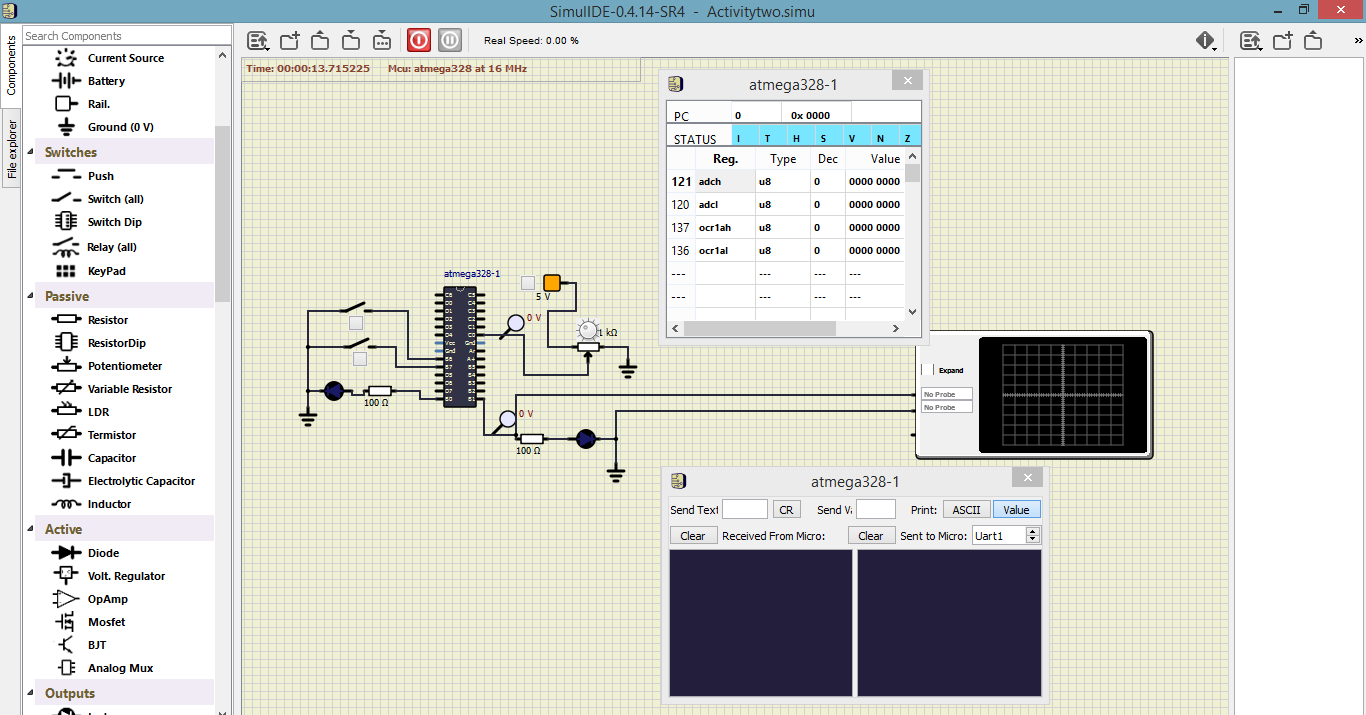 SimulIDE-0.4.14-SR4 - Activitytwo.simu
Components
File explorer
Search Components
Current Source
Battery
Rail.
Ground (0 V)
Switches
Push
Switch (all)
Switch Dip
Relay (all)
KeyPad
Passive
Resistor
ResistorDip
Potentiometer
Variable Resistor
LDR
Termistor
Capacitor
Electrolytic Capacitor
Inductor
Active
Diode
Volt. Regulator
OpAmp
Mosfet
BJT
Analog Mux
Outputs
Real Speed: 0.00 %
»
Time: 00:00:13.715225 Mcu: atmega328 at 16 MHz
atmega328-1
PC 0 0x 0000
STATUS I T H S V N Z
Reg. Type Dec Value
121 adch u8 0 0000 0000
120 adcl u8 0 0000 0000
137 ocr1ah u8 0 0000 0000
136 ocr1al u8 0 0000 0000
--- --- --- ---
--- --- --- ---
atmega328-1
5 V
0 V
1 kΩ
100 Ω
0 V
100 Ω
Expand
No Probe
No Probe
atmega328-1
Send Text CR Send Va Print: ASCII Value
Clear Received From Micro: Clear Sent to Micro: Uart1